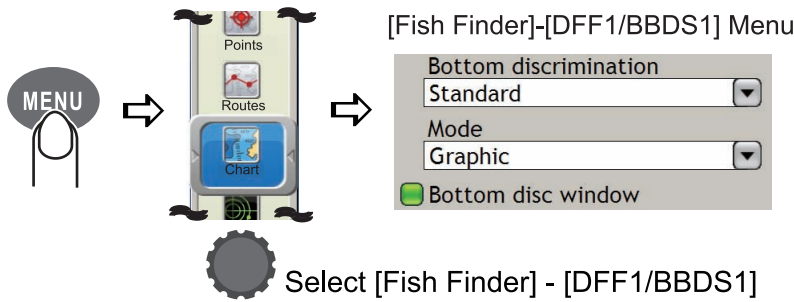 MENU
Points
Routes
Chart
[Fish Finder]-[DFF1/BBDS1] Menu
Bottom discrimination
Standard
Mode
Graphic
Bottom disc window
Select [Fish Finder] - [DFF1/BBDS1]